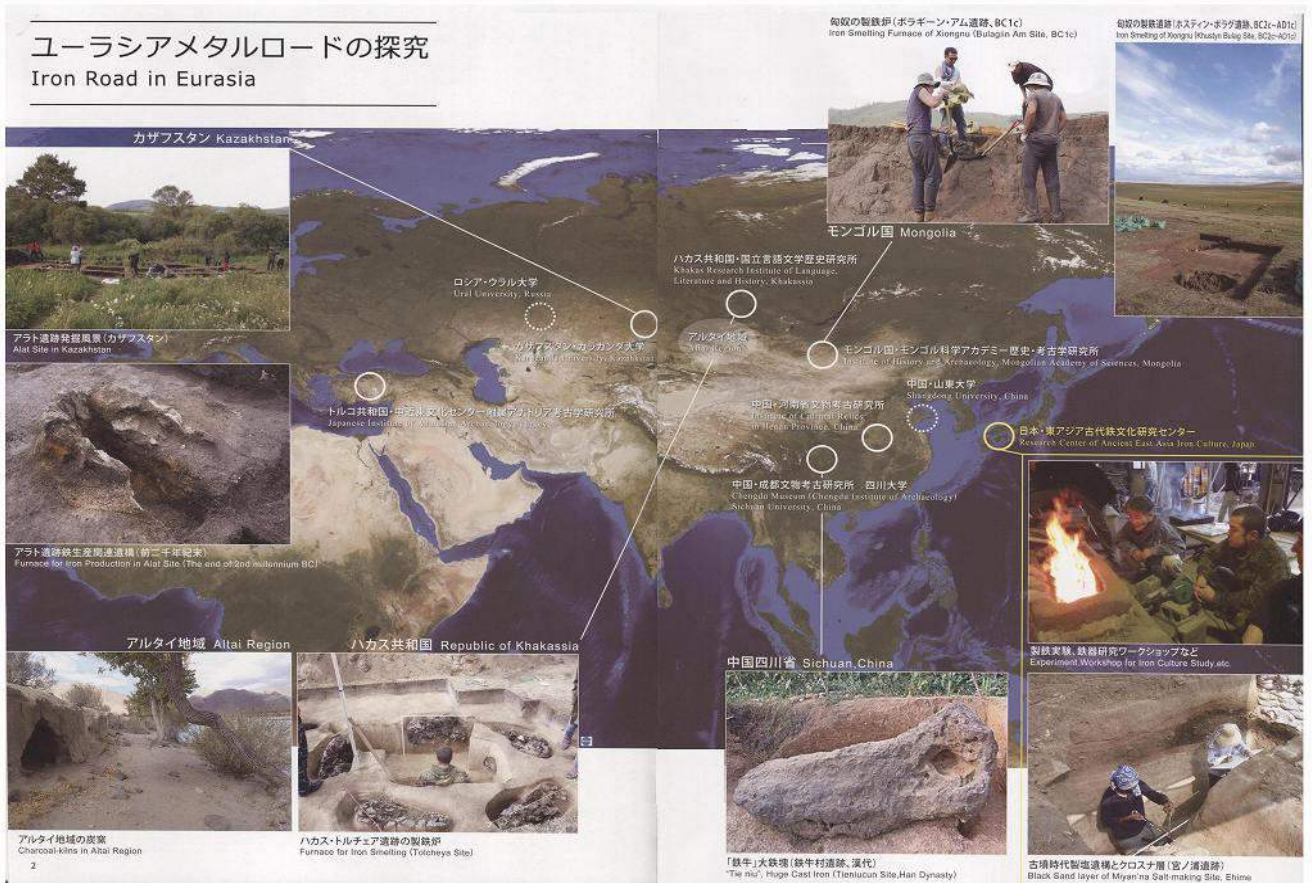 ユーラシアメタルロードの探究
Iron Road in Eurasia
匈奴の製鉄炉(ボラギーン・アム遺跡、BC1c)
Iron Smelting Furnace of Xiongnu (Bulagiin Am Site, BC1c)
匈奴の製鉄遺跡(ホスティン・ボラグ遺跡、BC2c~AD1c)
Iron Smelting of Xiongnu (Khustyn Bulag Site, BC2c-AD1c)
カザフスタン Kazakhstan
モンゴル国 Mongolia
アラト遺跡発掘風景(カザフスタン)
Alat Site in Kazakhstan
ロシア・ウラル大学
Ural University, Russia
ハカス共和国・国立言語文学歴史研究所
Khakas Research Institute of Language,
Literature and History, Khakassia
アルタイ地域
Altai Region
カザフスタン・カラガンダ大学
モンゴル国・モンゴル科学アカデミー歴史・考古学研究所
Institute of History and Archaeology, Mongolian Academy of Sciences, Mongolia
トルコ共和国・中近東文化センター附属アナトリア考古学研究所
Japanese Institute of Anatolian Archaeology, Turkey
中国・山東大学
Shangdong University, China
中国・河南省文物考古研究所
Institute of Cultural Relics
in Henan Province, China
日本・東アジア古代鉄文化研究センター
Research Center of Ancient East Asia Iron Culture, Japan
中国・成都文物考古研究所 四川大学
Chengdu Museum (Chengdu Institute of Archaeology)
Sichuan University, China
アラト遺跡鉄生産関連遺構(前二千年紀末)
Furnace for Iron Production in Alat Site (The end of 2nd millennium BC)
アルタイ地域 Altai Region
ハカス共和国 Republic of Khakassia
中国四川省 Sichuan,China
製鉄実験、鉄器研究ワークショップなど
Experiment,Workshop for Iron Culture Study,etc.
アルタイ地域の炭窯
Charcoal-kilns in Altai Region
ハカス・トルチェア遺跡の製鉄炉
Furnace for Iron Smelting (Tolcheya Site)
「鉄牛」大鉄塊(鉄牛村遺跡、漢代)
"Tie niu", Huge Cast Iron (Tieniucun Site,Han Dynasty)
古墳時代製塩遺構とクロスナ層(宮ノ浦遺跡)
Black Sand layer of Miyan'na Salt-making Site, Ehime
2